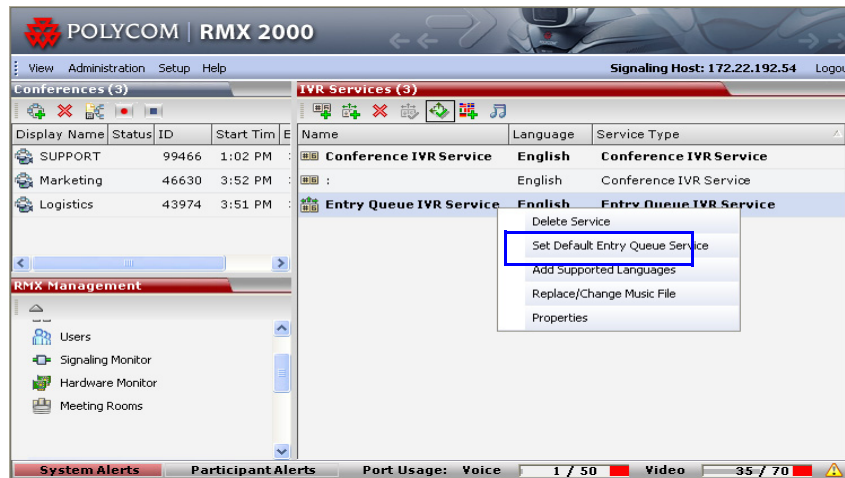 POLYCOM | RMX 2000
View Administration Setup Help Signaling Host: 172.22.192.54 Logou
Conferences (3)
Display Name Status ID Start Tim E
SUPPORT 99466 1:02 PM
Marketing 46630 3:52 PM
Logistics 43974 3:51 PM
IVR Services (3)
Name Language Service Type
Conference IVR Service English Conference IVR Service
: English Conference IVR Service
Entry Queue IVR Service English Entry Queue IVR Service
Delete Service
Set Default Entry Queue Service
Add Supported Languages
Replace/Change Music File
Properties
RMX Management
Users
Signaling Monitor
Hardware Monitor
Meeting Rooms
System Alerts Participant Alerts Port Usage: Voice 1 / 50 Video 35 / 70